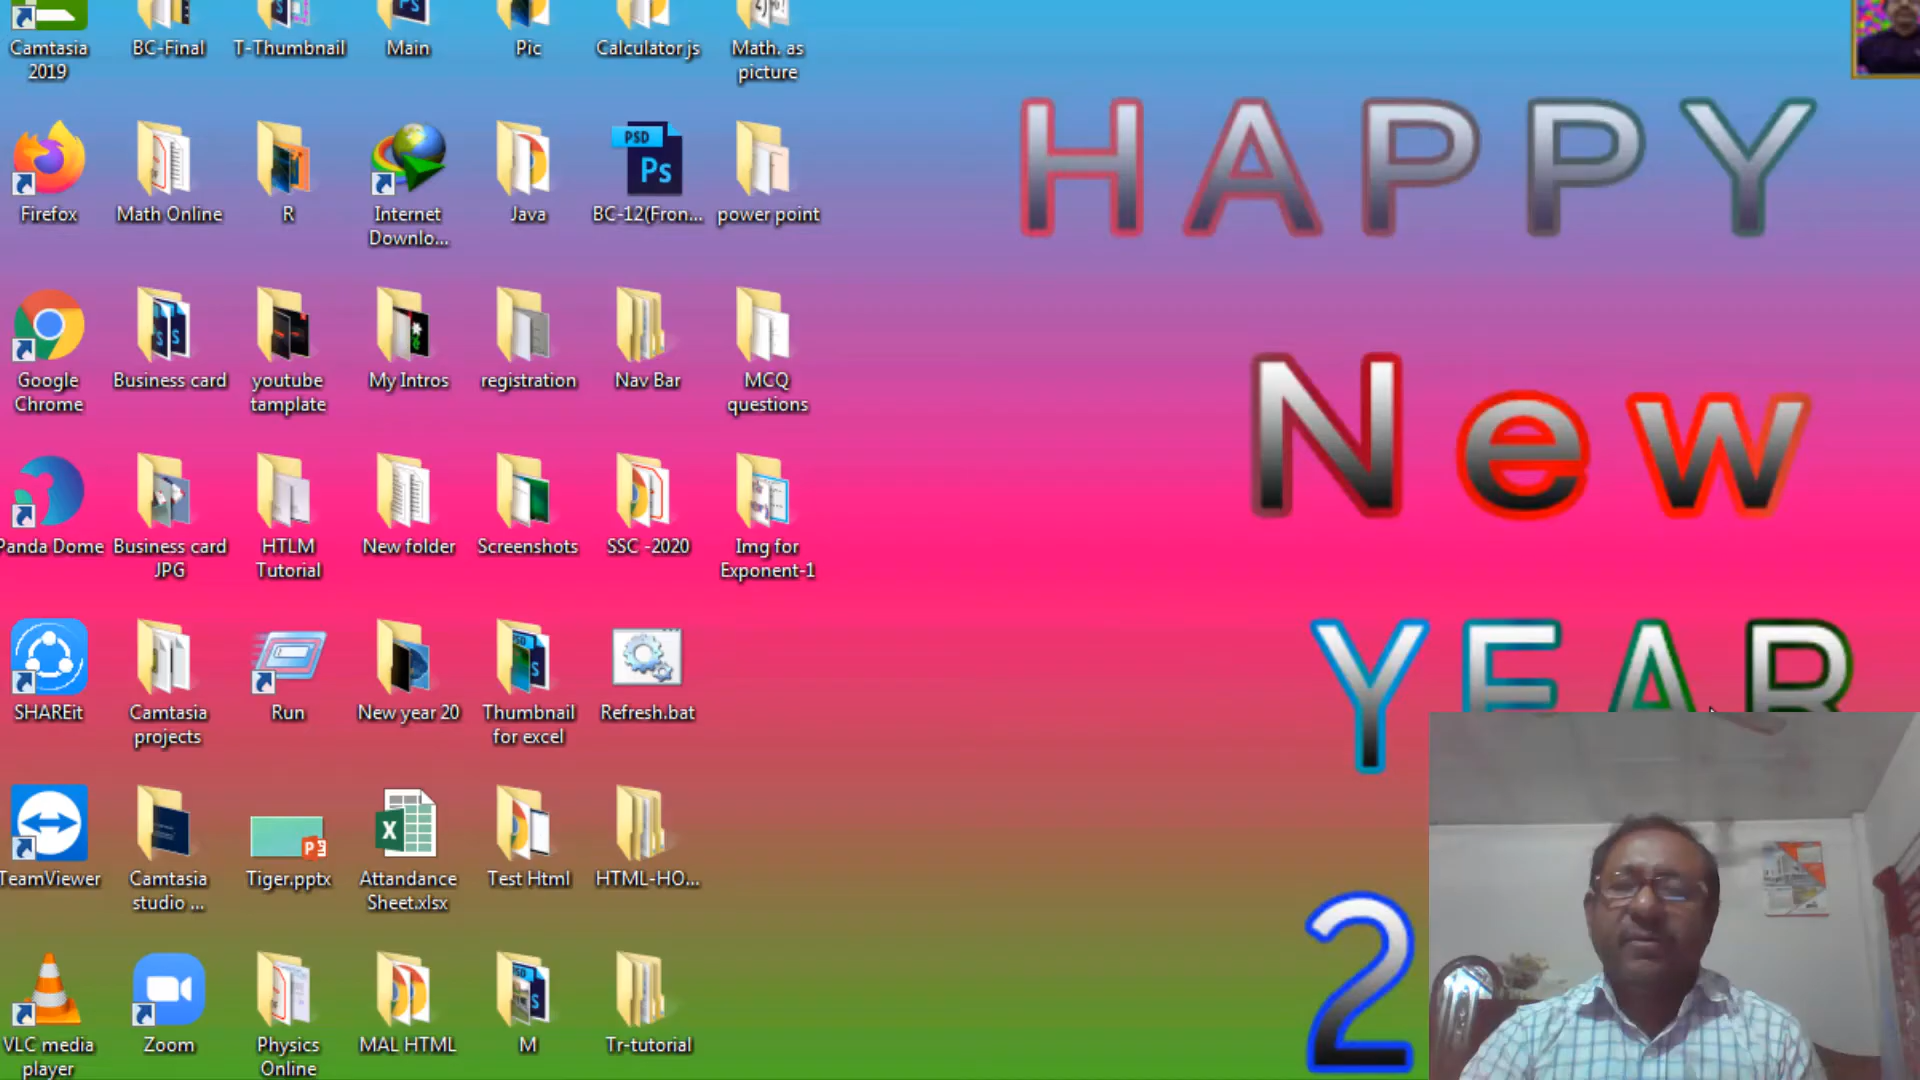 Camtasia
2019
BC-Final
T-Thumbnail
Main
Pic
Calculator js
Math. as
picture
HAPPY
Firefox
Math Online
R
Internet
Downlo...
Java
PSD
Ps
BC-12(Fron...
power point
New
Google
Chrome
Business card
youtube
tamplate
My Intros
registration
Nav Bar
MCQ
questions
Panda Dome
Business card
JPG
HTLM
Tutorial
New folder
Screenshots
SSC -2020
Img for
Exponent-1
YEAR
SHAREit
Camtasia
projects
Run
New year 20
Thumbnail
for excel
Refresh.bat
TeamViewer
Camtasia
studio ...
Tiger.pptx
Attandance
Sheet.xlsx
Test Html
HTML-HO...
2
VLC media
player
Zoom
Physics
Online
MAL HTML
M
Tr-tutorial